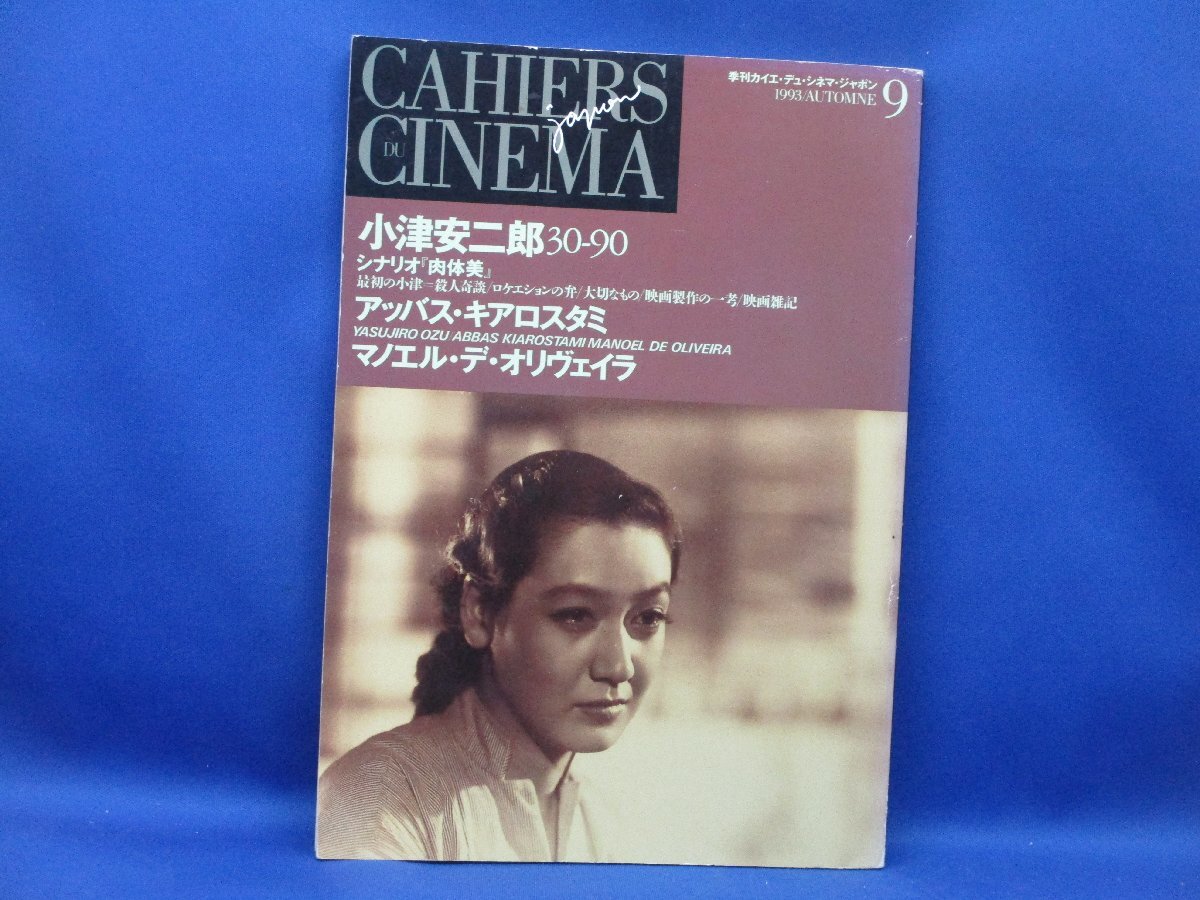 CAHIERS
japon
DU
CINEMA
季刊カイエ・デュ・シネマ・ジャポン
1993/AUTOMNE 9
小津安二郎30-90
シナリオ『肉体美』
最初の小津＝殺人奇談/ロケエションの弁/大切なもの/映画製作の一考/映画雑記
アッバス・キアロスタミ
YASUJIRO OZU ABBAS KIAROSTAMI MANOEL DE OLIVEIRA
マノエル・デ・オリヴェイラ